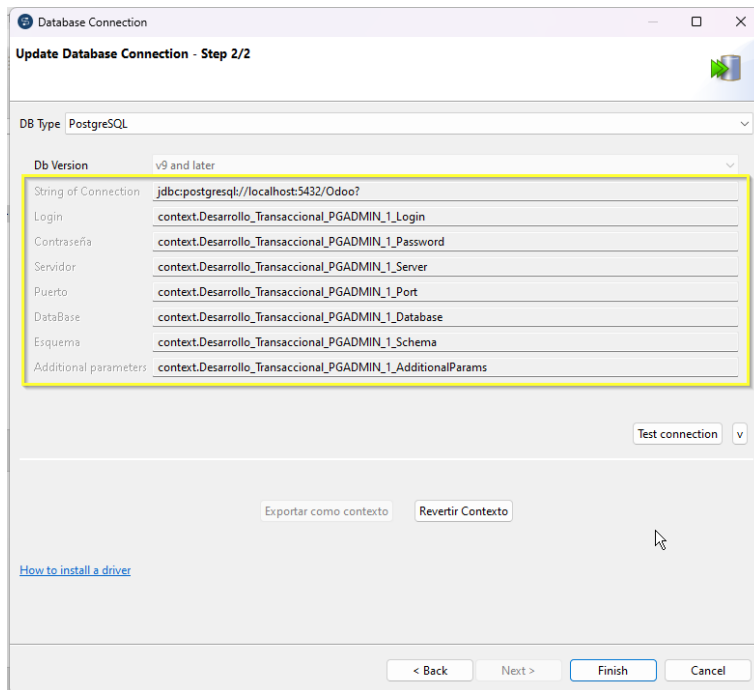 Database Connection
Update Database Connection - Step 2/2
DB Type PostgreSQL
Db Version v9 and later
String of Connection jdbc:postgresql://localhost:5432/Odoo?
Login context.Desarrollo_Transaccional_PGADMIN_1_Login
Contraseña context.Desarrollo_Transaccional_PGADMIN_1_Password
Servidor context.Desarrollo_Transaccional_PGADMIN_1_Server
Puerto context.Desarrollo_Transaccional_PGADMIN_1_Port
DataBase context.Desarrollo_Transaccional_PGADMIN_1_Database
Esquema context.Desarrollo_Transaccional_PGADMIN_1_Schema
Additional parameters context.Desarrollo_Transaccional_PGADMIN_1_AdditionalParams
Test connection v
Exportar como contexto Revertir Contexto
How to install a driver
< Back Next > Finish Cancel